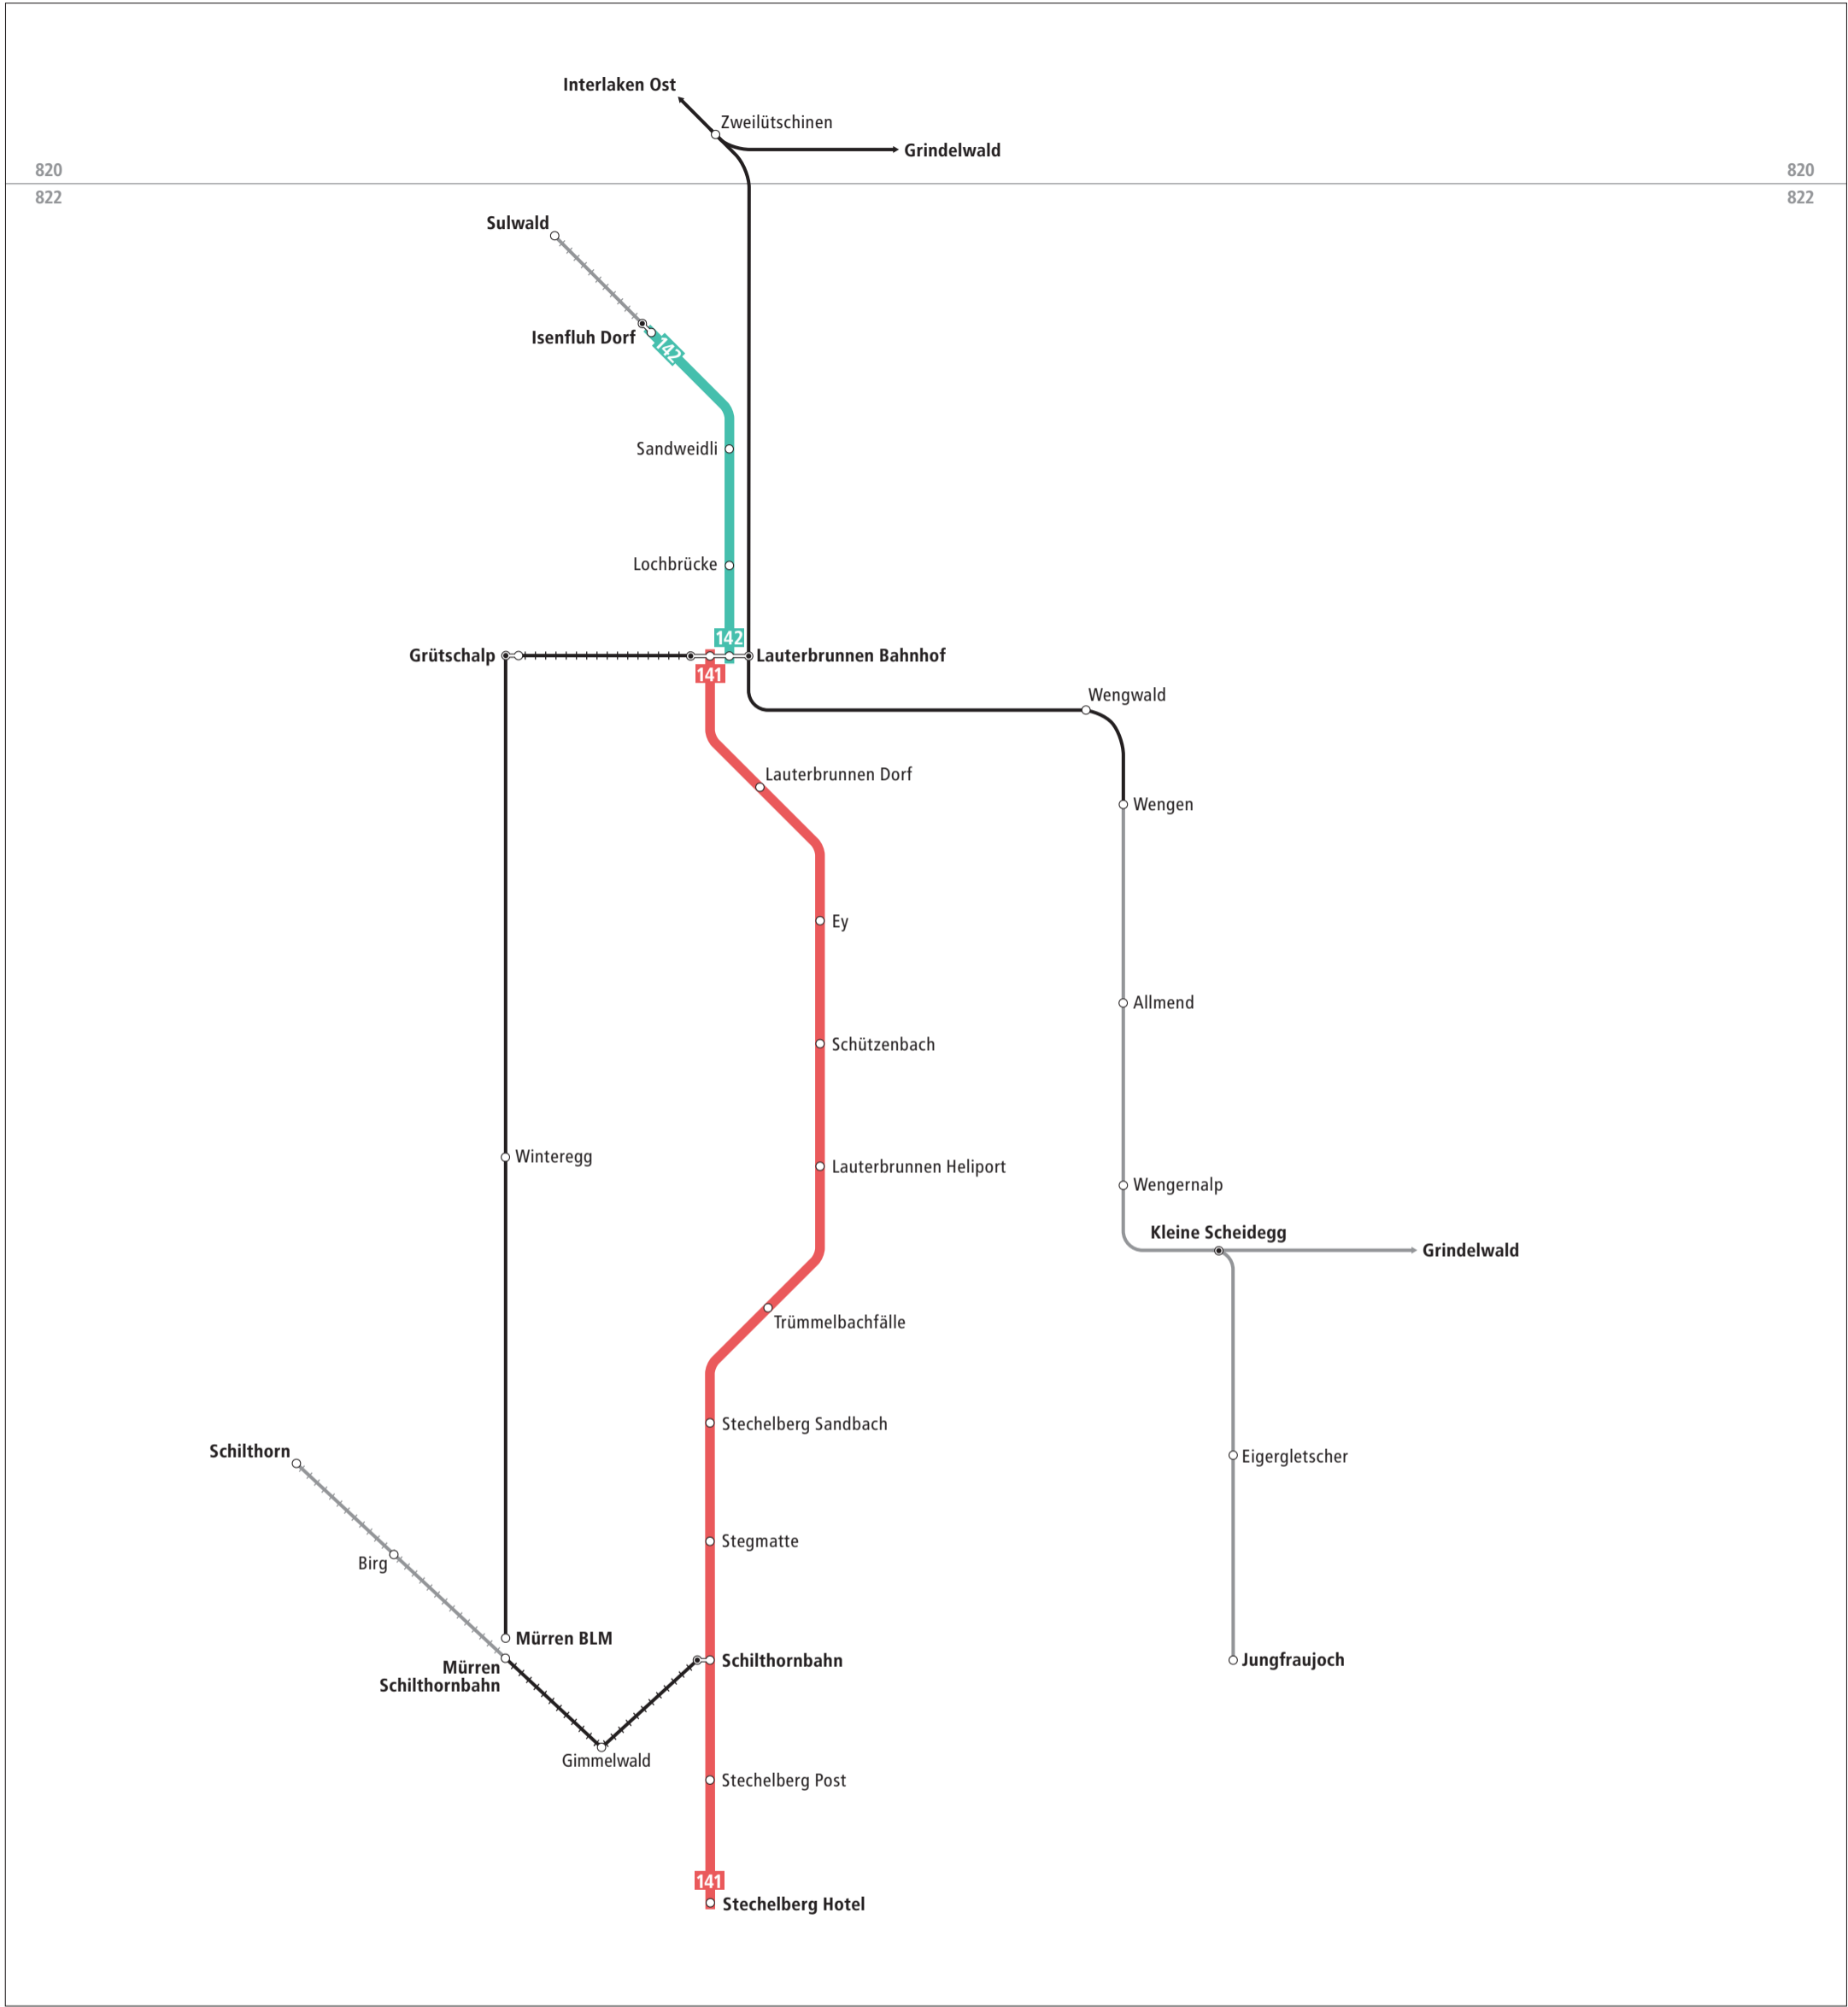 Interlaken Ost
Zweilütschinen
Grindelwald
820
820
822
822
Sulwald
Isenfluh Dorf
142
Sandweidli
Lochbrücke
142
Grütschalp
Lauterbrunnen Bahnhof
141
Wengwald
Lauterbrunnen Dorf
Wengen
Ey
Allmend
Schützenbach
Winteregg
Lauterbrunnen Heliport
Wengernalp
Kleine Scheidegg
Grindelwald
Trümmelbachfälle
Stechelberg Sandbach
Schilthorn
Eigergletscher
Stegmatte
Birg
Mürren BLM
Mürren
Schilthornbahn
Schilthornbahn
Jungfraujoch
Gimmelwald
Stechelberg Post
141
Stechelberg Hotel